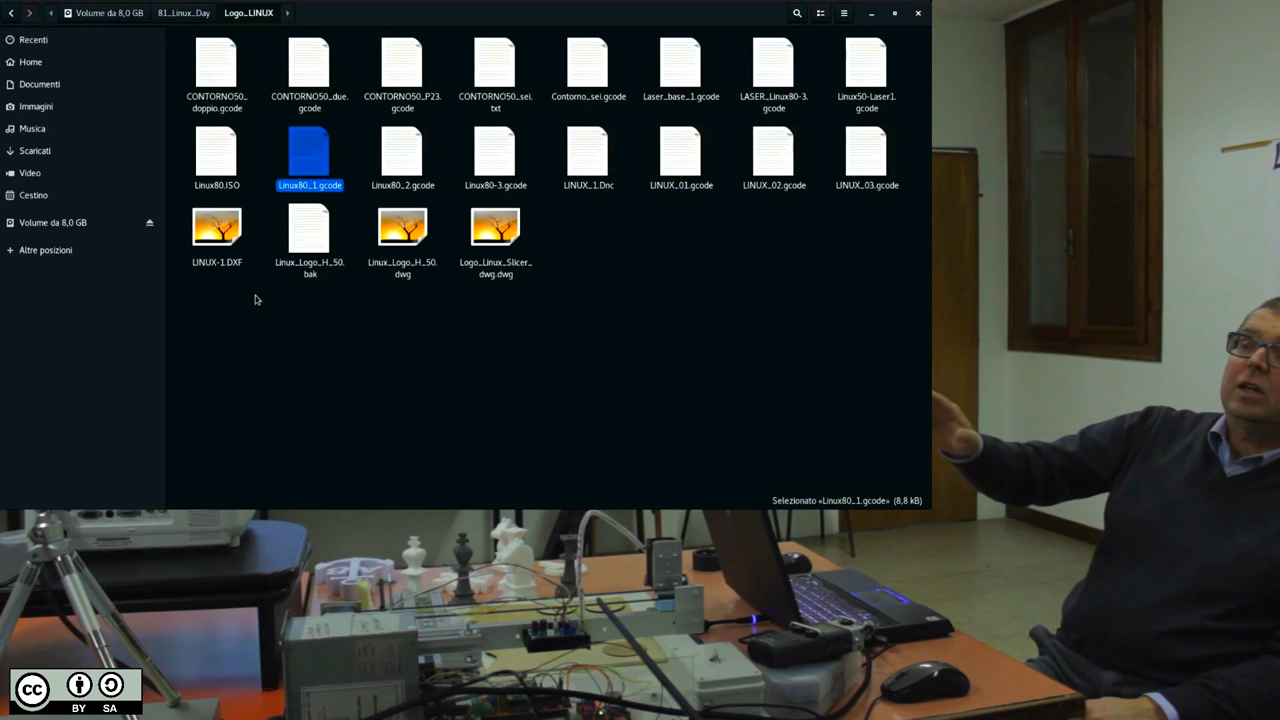 Volume da 8,0 GB
81_Linux_Day
Logo_LINUX
Recenti
Home
Documenti
Immagini
Musica
Scaricati
Video
Cestino
Volume da 8,0 GB
+ Altre posizioni
CONTORNO50_
doppio.gcode
CONTORNO50_due.
gcode
CONTORNO50_P23.
gcode
CONTORNO50_sei.
txt
Contorno_sei.gcode
Laser_base_1.gcode
LASER_Linux80-3.
gcode
Linux50-Laser1.
gcode
Linux80.ISO
Linux80_1.gcode
Linux80_2.gcode
Linux80-3.gcode
LINUX_1.Dnc
LINUX_01.gcode
LINUX_02.gcode
LINUX_03.gcode
LINUX-1.DXF
Linux_Logo_H_50.
bak
Linux_Logo_H_50.
dwg
Logo_Linux_Slicer_
dwg.dwg
Selezionato «Linux80_1.gcode» (8,8 kB)
cc
BY SA